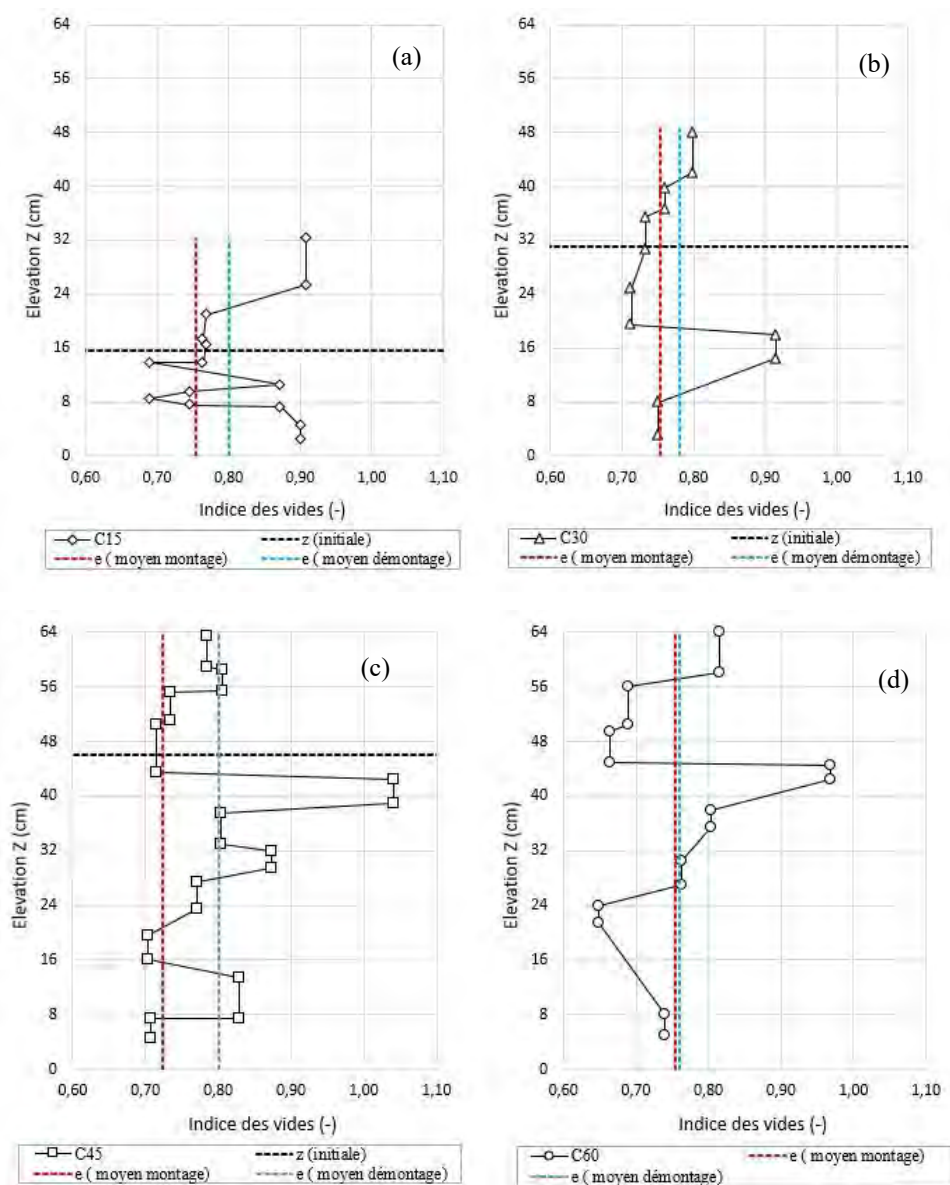 (a)
64
56
48
40
32
24
16
8
0
Elevation Z (cm)
0,60 0,70 0,80 0,90 1,00 1,10
Indice des vides (-)
C15 z (initiale)
e ( moyen montage) e ( moyen démontage)
(b)
64
56
48
40
32
24
16
8
0
Elevation Z (cm)
0,60 0,70 0,80 0,90 1,00 1,10
Indice des vides (-)
C30 z (initiale)
e ( moyen montage) e ( moyen démontage)
(c)
64
56
48
40
32
24
16
8
0
Elevation Z (cm)
0,60 0,70 0,80 0,90 1,00 1,10
Indice des vides (-)
C45 z (initiale)
e ( moyen montage) e ( moyen démontage)
(d)
64
56
48
40
32
24
16
8
0
Elevation Z (cm)
0,60 0,70 0,80 0,90 1,00 1,10
Indice des vides (-)
C60 e ( moyen montage)
e ( moyen démontage)